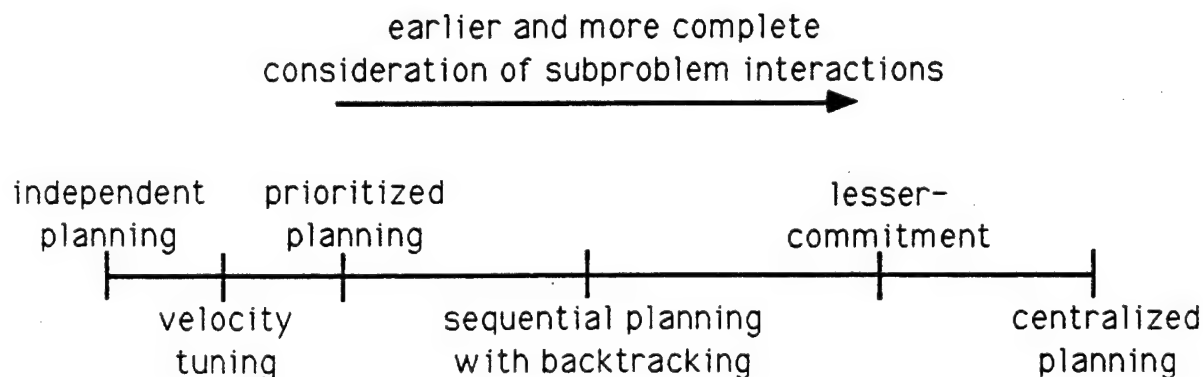 earlier and more complete
consideration of subproblem interactions
independent
planning
prioritized
planning
lesser-
commitment
velocity
tuning
sequential planning
with backtracking
centralized
planning